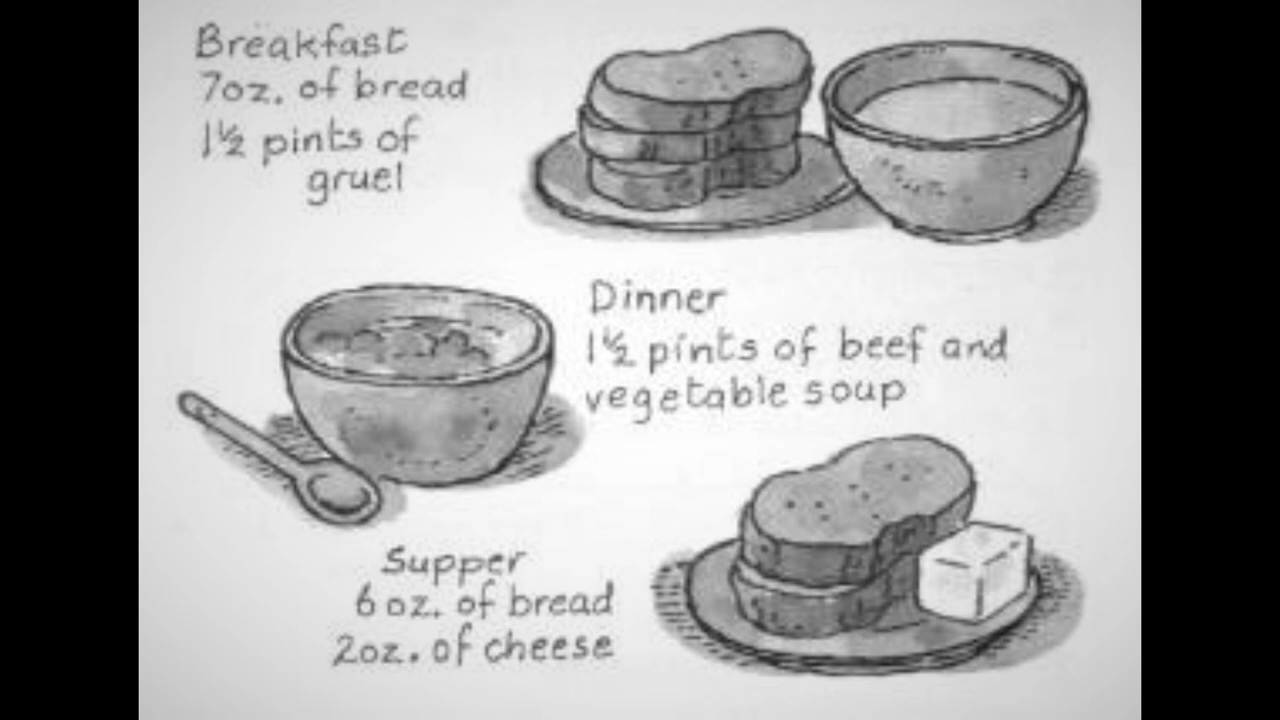 Breakfast
7oz. of bread
1½ pints of
gruel
Dinner
1½ pints of beef and
vegetable soup
Supper
6 oz. of bread
2oz. of cheese